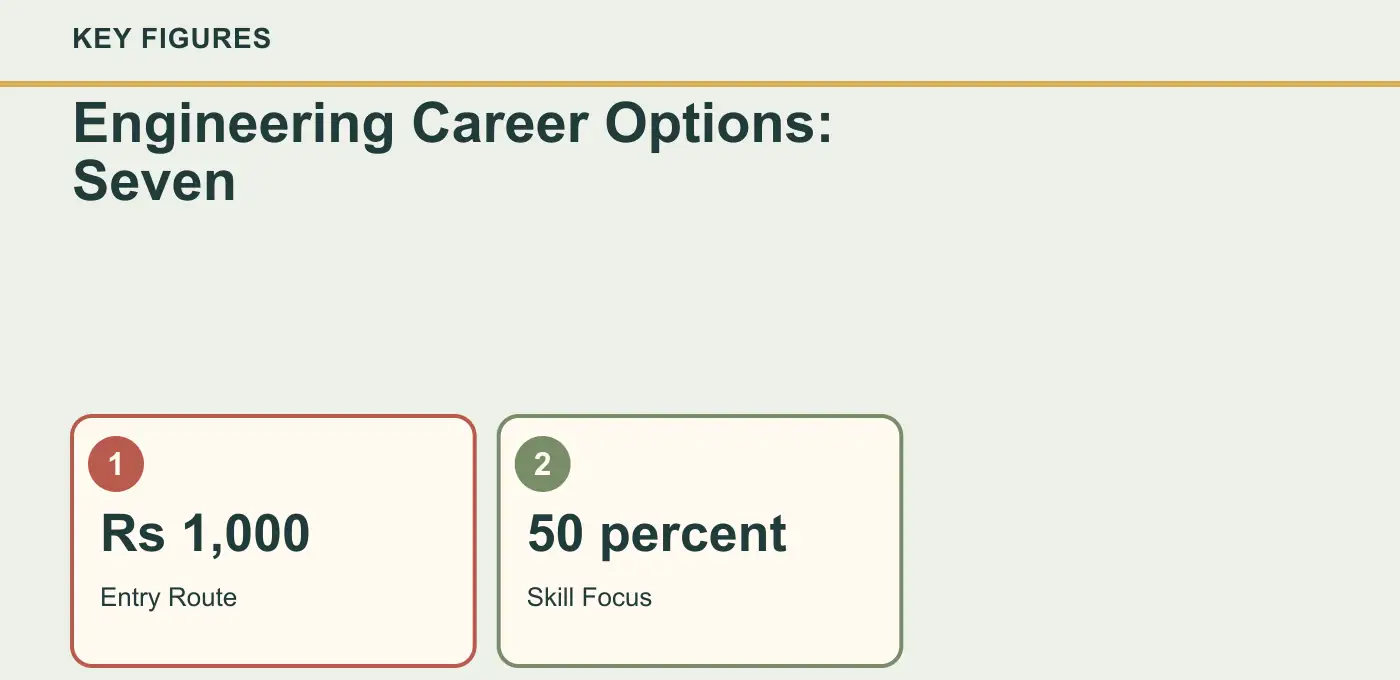 KEY FIGURES
Engineering Career Options:
Seven
1
Rs 1,000
Entry Route
2
50 percent
Skill Focus